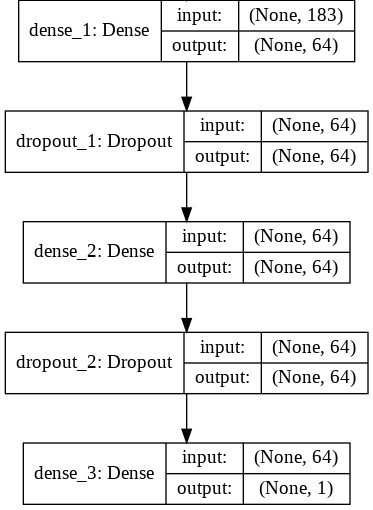 dense_1: Dense
input: (None, 183)
output: (None, 64)
dropout_1: Dropout
input: (None, 64)
output: (None, 64)
dense_2: Dense
input: (None, 64)
output: (None, 64)
dropout_2: Dropout
input: (None, 64)
output: (None, 64)
dense_3: Dense
input: (None, 64)
output: (None, 1)